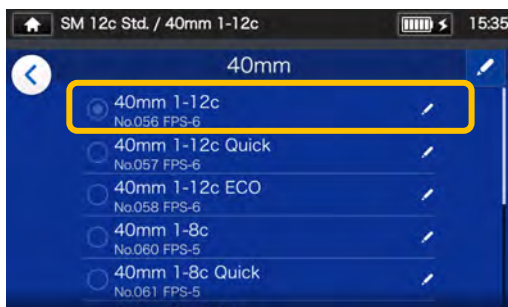 SM 12c Std. / 40mm 1-12c 15:35
40mm
40mm 1-12c
No.056 FPS-6
40mm 1-12c Quick
No.057 FPS-6
40mm 1-12c ECO
No.058 FPS-6
40mm 1-8c
No.060 FPS-5
40mm 1-8c Quick
No.061 FPS-5